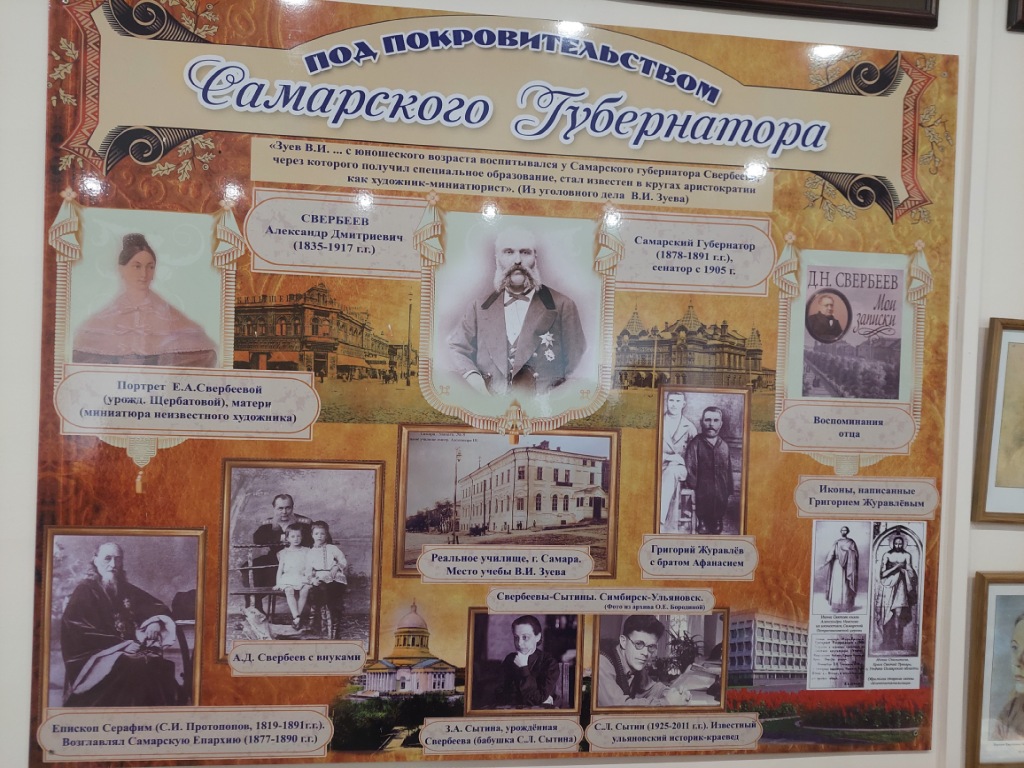 ПОД ПОКРОВИТЕЛЬСТВОМ
Самарского Губернатора
«Зуев В.И. ... с юношеского возраста воспитывался у Самарского губернатора Свербеева,
через которого получил специальное образование, стал известен в кругах аристократии
как художник-миниатюрист». (Из уголовного дела В.И. Зуева)
СВЕРБЕЕВ
Александр Дмитриевич
(1835-1917 г.г.)
Самарский Губернатор
(1878-1891 г.г.),
сенатор с 1905 г.
Д.Н. СВЕРБЕЕВ
Мои
записки
Портрет Е.А.Свербеевой
(урожд. Щербатовой), матери
(миниатюра неизвестного художника)
Воспоминания
отца
Реальное училище, г. Самара.
Место учебы В.И. Зуева
Григорий Журавлёв
с братом Афанасием
Иконы, написанные
Григорием Журавлёвым
Свербеевы-Сытины. Симбирск-Ульяновск.
(Фото из архива О.Е. Бородиной)
А.Д. Свербеев с внуками
Епископ Серафим (С.И. Протопопов, 1819-1891г.г.).
Возглавлял Самарскую Епархию (1877-1890 г.г.)
З.А. Сытина, урождённая
Свербеева (бабушка С.Л. Сытина)
С.Л. Сытин (1925-2011 г.г.). Известный
ульяновский историк-краевед